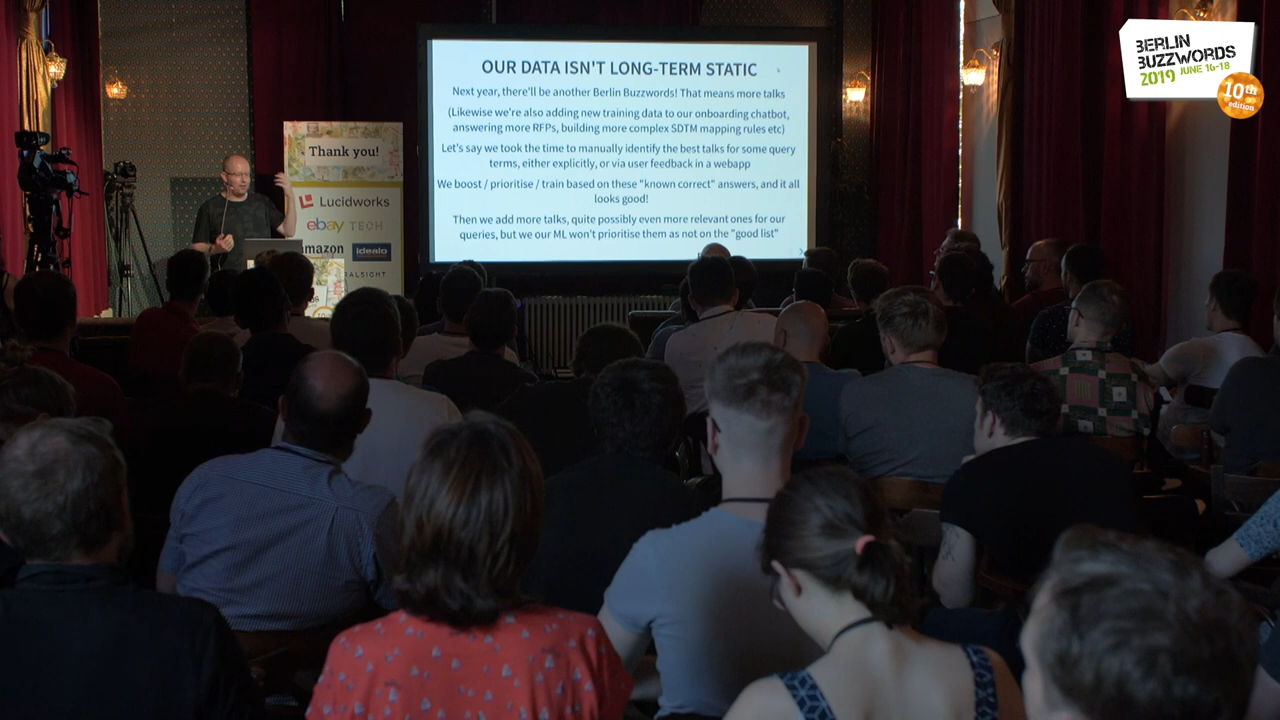 OUR DATA ISN'T LONG-TERM STATIC
Next year, there'll be another Berlin Buzzwords! That means more talks
(Likewise we're also adding new training data to our onboarding chatbot,
answering more RFPs, building more complex SDTM mapping rules etc)
Let's say we took the time to manually identify the best talks for some query
terms, either explicitly, or via user feedback in a webapp
We boost / prioritise / train based on these "known correct" answers, and it all
looks good!
Then we add more talks, quite possibly even more relevant ones for our
queries, but we our ML won't prioritise them as not on the "good list"
BERLIN
BUZZWORDS
2019 JUNE 16-18
10th
edition
Thank you!
Lucidworks
ebay TECH
amazon
idealo
RALSIGHT